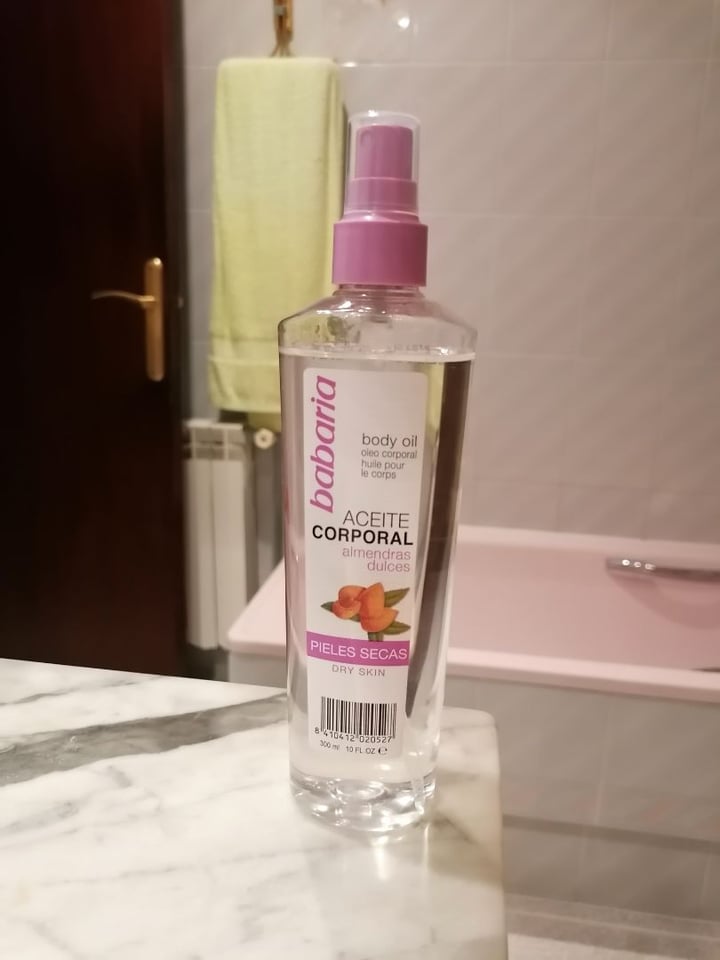 babaria
body oil
oleo corporal
huile pour
le corps
ACEITE
CORPORAL
almendras
dulces
PIELES SECAS
DRY SKIN
8 410412 020527
300 ml 10 FL.OZ ℮